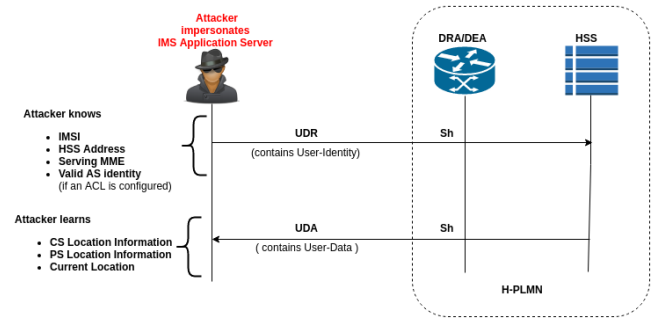 Attacker
impersonates
IMS Application Server
DRA/DEA
HSS
Attacker knows
• IMSI
• HSS Address
• Serving MME
• Valid AS identity
(if an ACL is configured)
UDR
Sh
(contains User-Identity)
Attacker learns
• CS Location Information
• PS Location Information
• Current Location
UDA
Sh
( contains User-Data )
H-PLMN